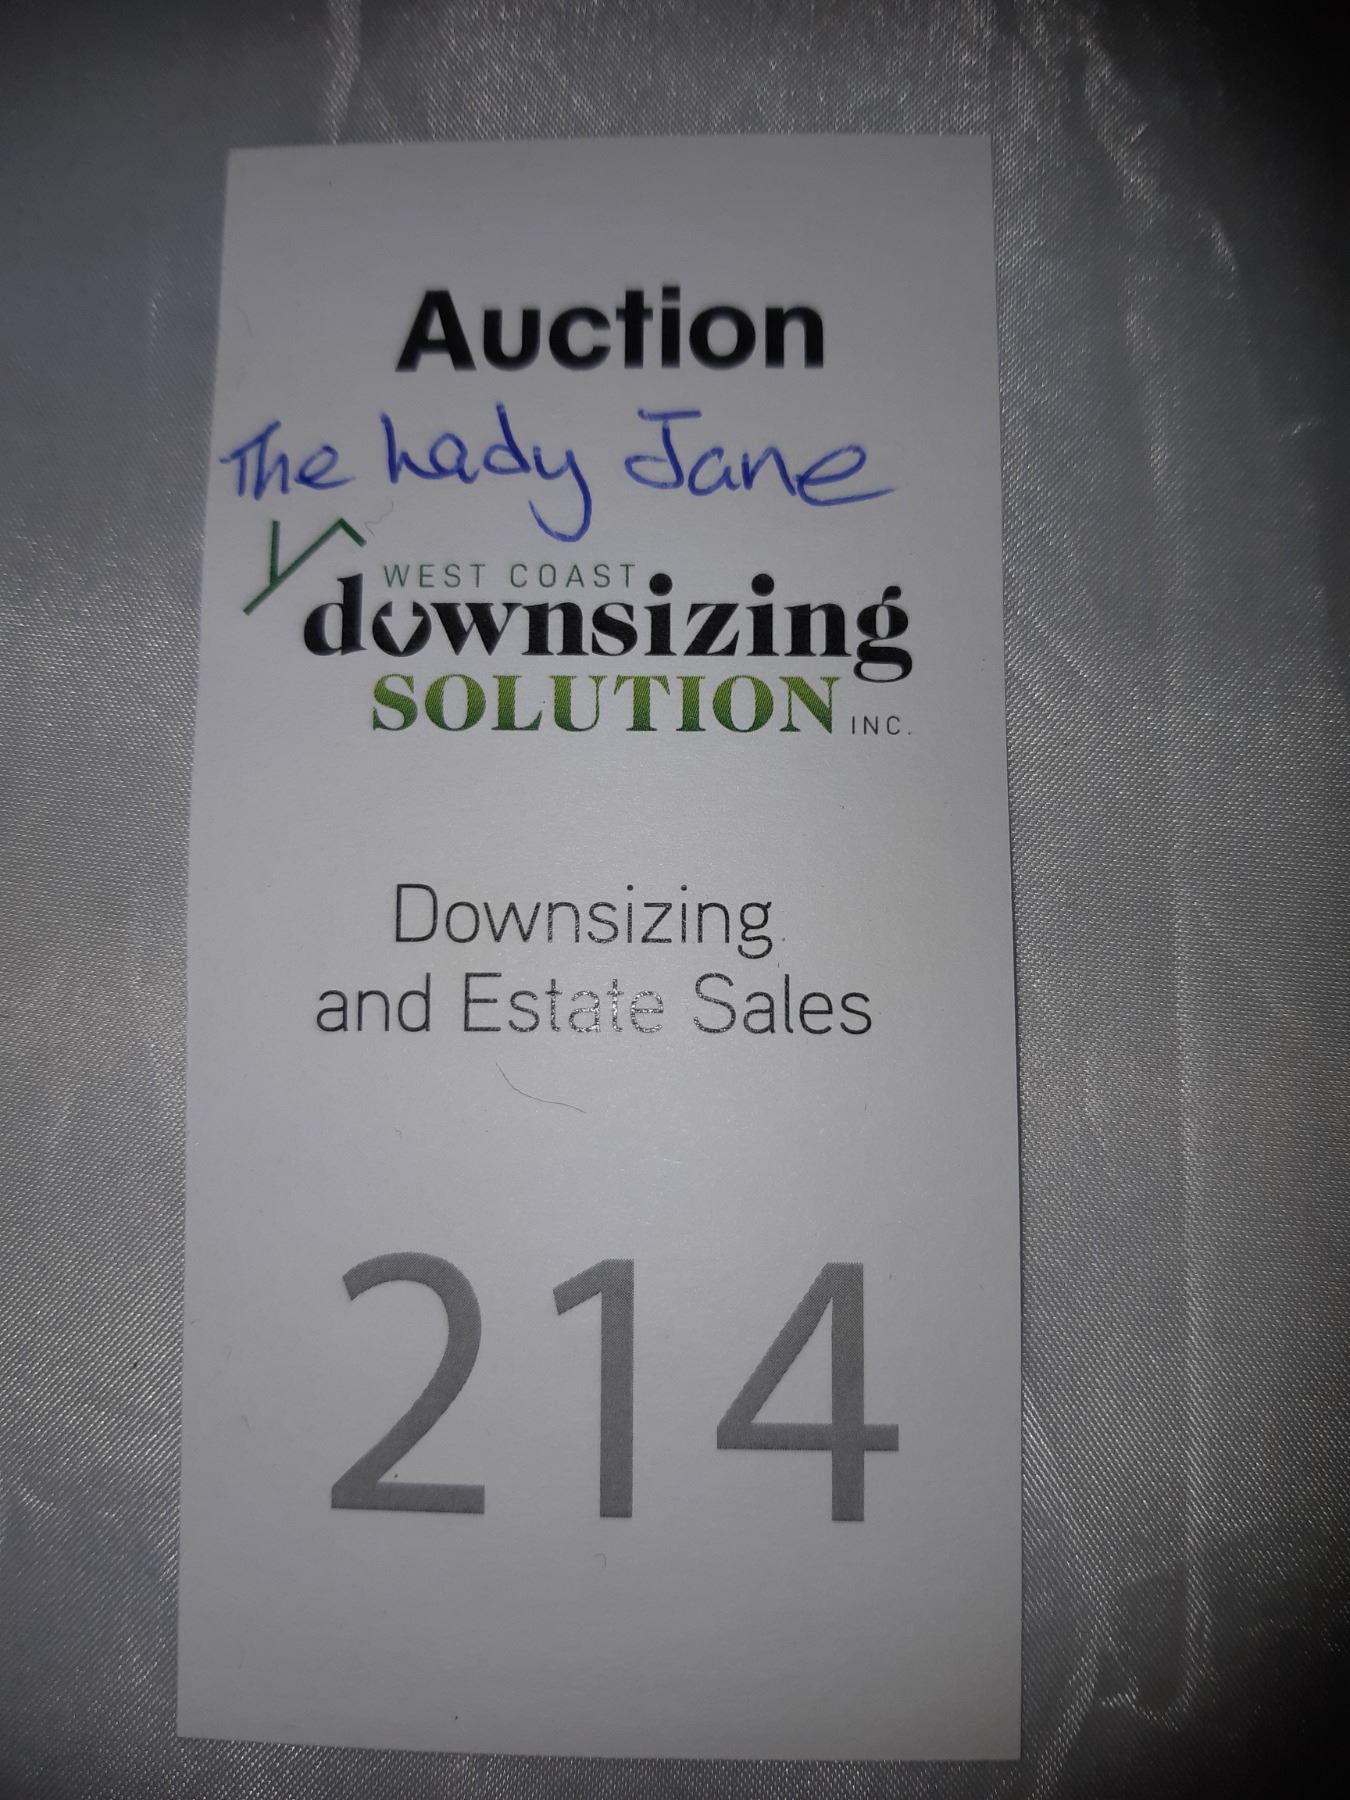 Auction
The Lady Jane
WEST COAST
downsizing
SOLUTION INC.
Downsizing
and Estate Sales
214